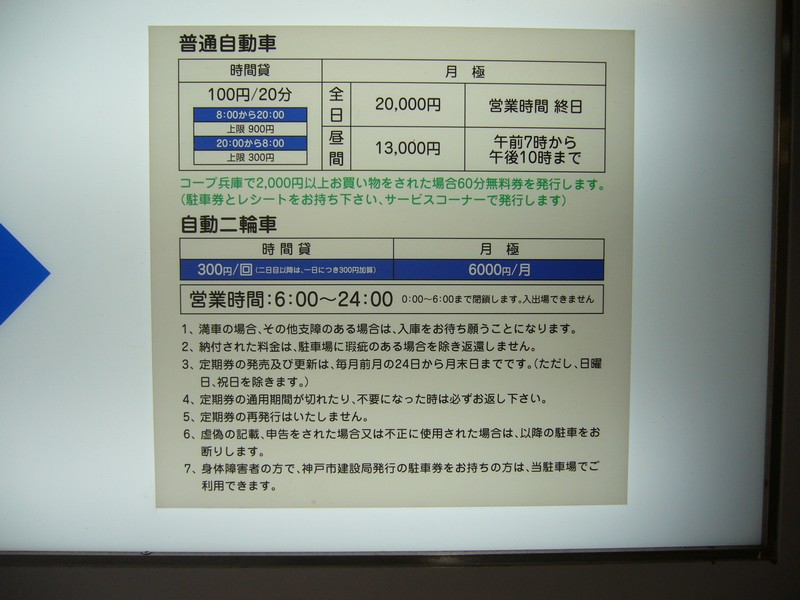 普通自動車
時間貸
月 極
100円/20分
8:00から20:00
上限 900円
20:00から8:00
上限 300円
全日
20,000円
営業時間 終日
昼間
13,000円
午前7時から
午後10時まで
コープ兵庫で2,000円以上お買い物をされた場合60分無料券を発行します。
（駐車券とレシートをお持ち下さい、サービスコーナーで発行します）
自動二輪車
時 間 貸
月 極
300円/回（二日目以降は、一日につき300円加算）
6000円/月
営業時間：6:00〜24:00 0:00〜6:00まで閉鎖します。入出場できません
1、満車の場合、その他支障のある場合は、入庫をお待ち願うことになります。
2、納付された料金は、駐車場に瑕疵のある場合を除き返還しません。
3、定期券の発売及び更新は、毎月前月の24日から月末日までです。（ただし、日曜
日、祝日を除きます。）
4、定期券の通用期間が切れたり、不要になった時は必ずお返し下さい。
5、定期券の再発行はいたしません。
6、虚偽の記載、申告をされた場合又は不正に使用された場合は、以降の駐車をお
断りします。
7、身体障害者の方で、神戸市建設局発行の駐車券をお持ちの方は、当駐車場でご
利用できます。